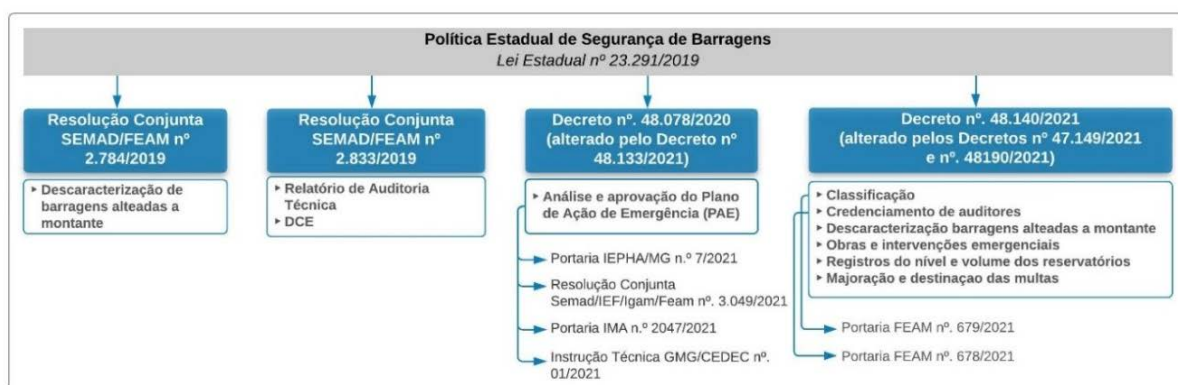 Política Estadual de Segurança de Barragens
Lei Estadual nº 23.291/2019
Resolução Conjunta
SEMAD/FEAM nº
2.784/2019
▸ Descaracterização de
barragens alteadas a
montante
Resolução Conjunta
SEMAD/FEAM nº
2.833/2019
▸ Relatório de Auditoria
Técnica
▸ DCE
Decreto nº. 48.078/2020
(alterado pelo Decreto nº
48.133/2021)
▸ Análise e aprovação do Plano
de Ação de Emergência (PAE)
Portaria IEPHA/MG n.º 7/2021
Resolução Conjunta
Semad/IEF/Igam/Feam nº. 3.049/2021
Portaria IMA n.º 2047/2021
Instrução Técnica GMG/CEDEC nº.
01/2021
Decreto nº. 48.140/2021
(alterado pelos Decretos nº 47.149/2021
e nº. 48190/2021)
▸ Classificação
▸ Credenciamento de auditores
▸ Descaracterização barragens alteadas a montante
▸ Obras e intervenções emergenciais
▸ Registros do nível e volume dos reservatórios
▸ Majoração e destinaçao das multas
Portaria FEAM nº. 679/2021
Portaria FEAM nº. 678/2021